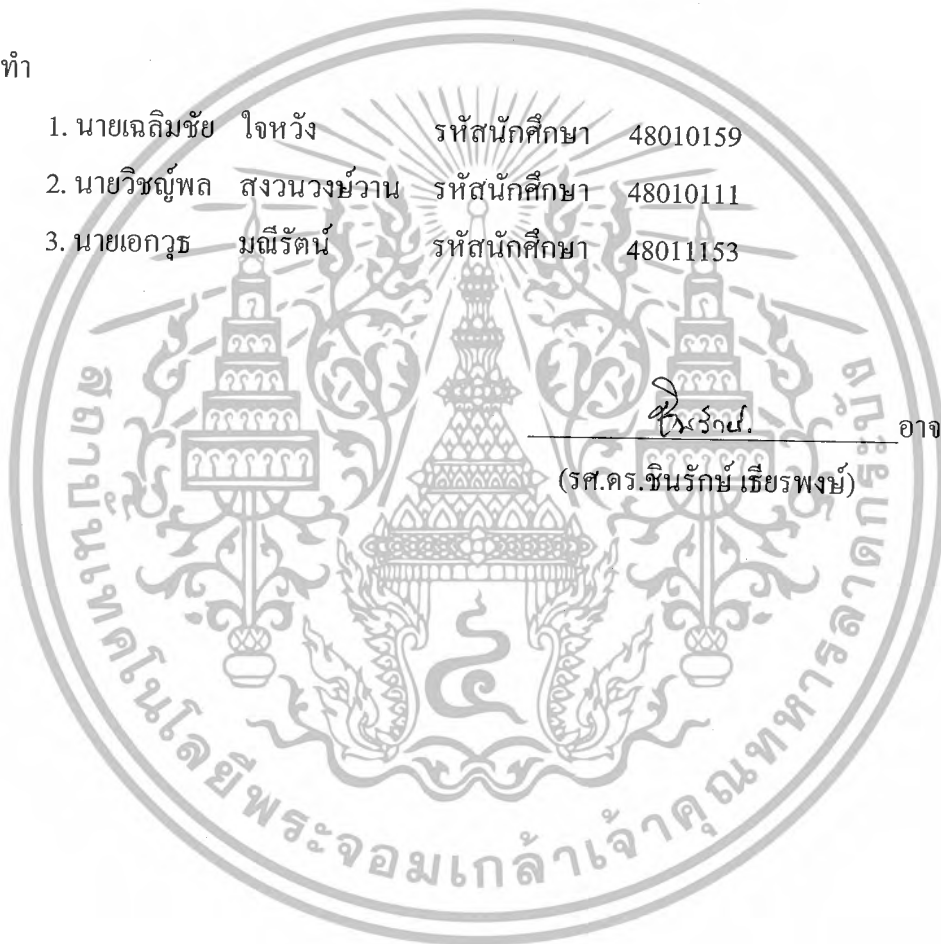 ทำ
1. นายเฉลิมชัย ใจหวัง รหัสนักศึกษา 48010159
2. นายวิชญ์พล สงวนวงษ์วาน รหัสนักศึกษา 48010111
3. นายเอกวุธ มณีรัตน์ รหัสนักศึกษา 48011153
ชินรักษ์ อาจ
(รศ.ดร.ชินรักษ์ เธียรพงษ์)
สถาบันเทคโนโลยีพระจอมเกล้าเจ้าคุณทหารลาดกระบัง
๔